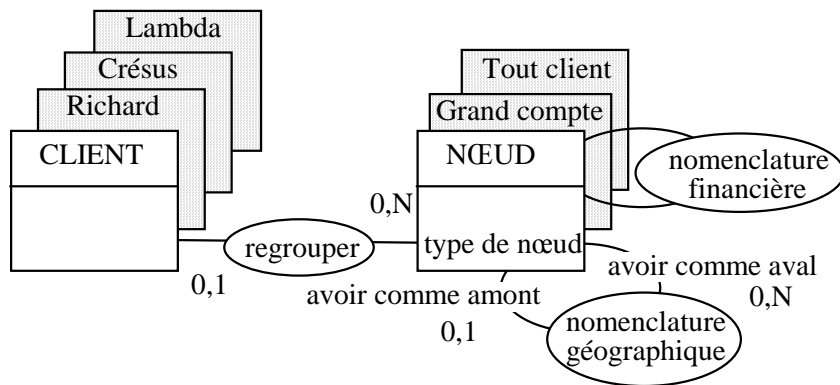 Lambda
Crésus
Richard
CLIENT
Tout client
Grand compte
NŒUD
nomenclature
financière
0,N
regrouper
type de nœud
0,1
avoir comme amont
avoir comme aval
0,N
0,1
nomenclature
géographique